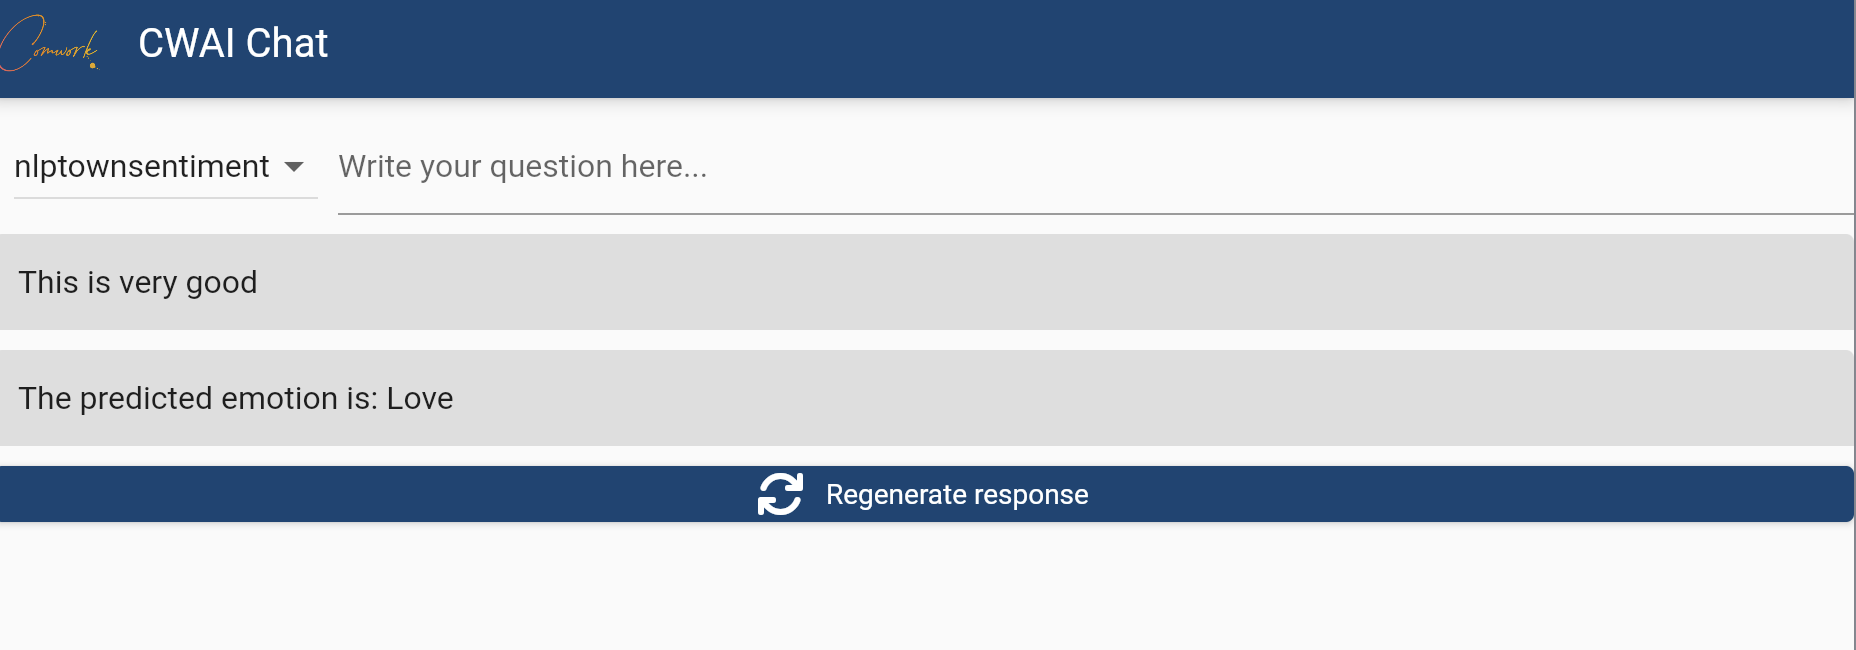 Comwork.
CWAI Chat
nlptownsentiment
Write your question here...
This is very good
The predicted emotion is: Love
Regenerate response